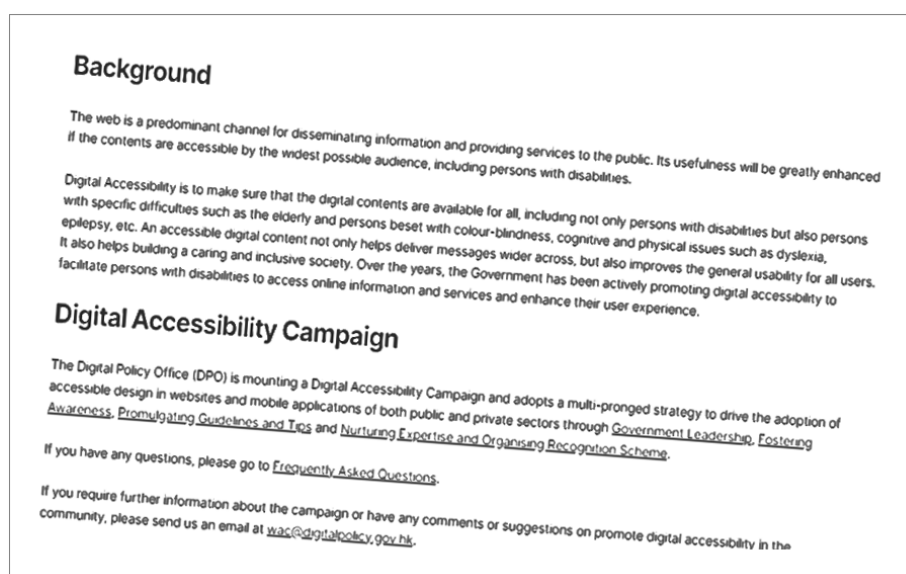 Background
The web is a predominant channel for disseminating information and providing services to the public. Its usefulness will be greatly enhanced
if the contents are accessible by the widest possible audience, including persons with disabilities.
Digital Accessibility is to make sure that the digital contents are available for all, including not only persons with disabilities but also persons
with specific difficulties such as the elderly and persons beset with colour-blindness, cognitive and physical issues such as dyslexia,
epilepsy, etc. An accessible digital content not only helps deliver messages wider across, but also improves the general usability for all users.
It also helps building a caring and inclusive society. Over the years, the Government has been actively promoting digital accessibility to
facilitate persons with disabilities to access online information and services and enhance their user experience.
Digital Accessibility Campaign
The Digital Policy Office (DPO) is mounting a Digital Accessibility Campaign and adopts a multi-pronged strategy to drive the adoption of
accessible design in websites and mobile applications of both public and private sectors through Government Leadership, Fostering
Awareness, Promulgating Guidelines and Tips and Nurturing Expertise and Organising Recognition Scheme.
If you have any questions, please go to Frequently Asked Questions.
If you require further information about the campaign or have any comments or suggestions on promote digital accessibility in the
community, please send us an email at wac@digitalpolicy.gov.hk.